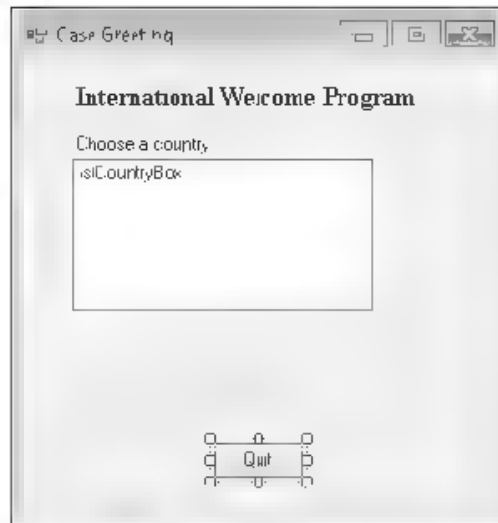 Case Greeting
International Welcome Program
Choose a country
lstCountryBox
Quit